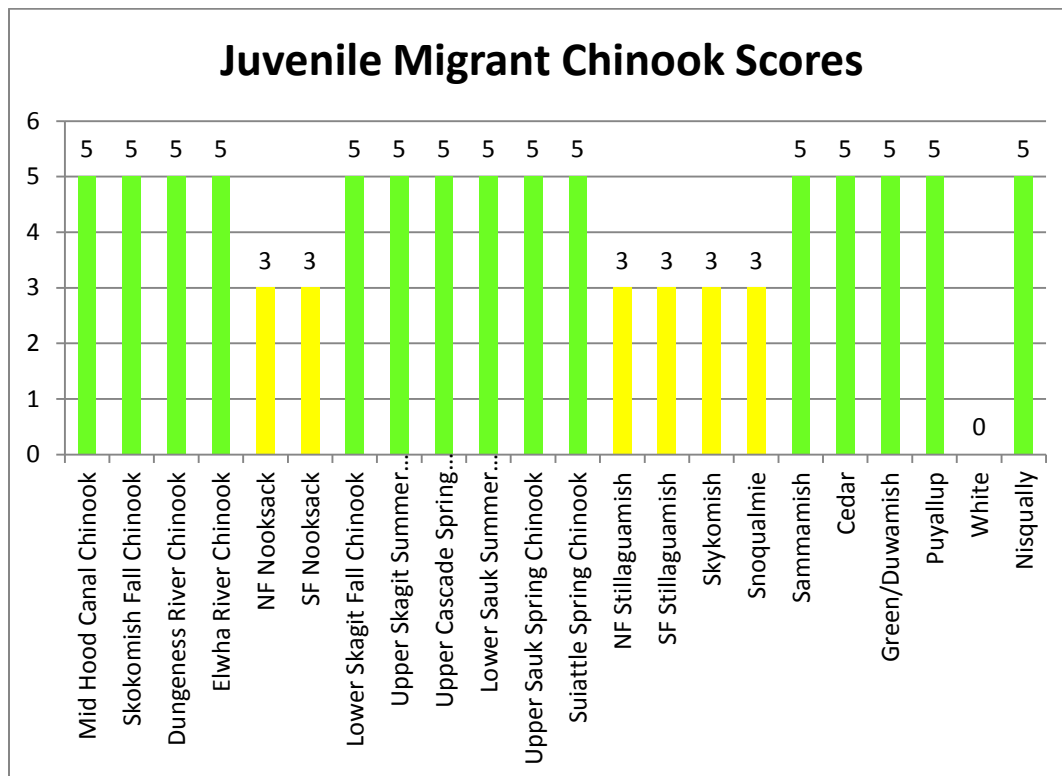 Juvenile Migrant Chinook Scores
6
5
4
3
2
1
0
5
5
5
5
3
3
5
5
5
5
5
5
3
3
3
3
5
5
5
5
0
5
Mid Hood Canal Chinook
Skokomish Fall Chinook
Dungeness River Chinook
Elwha River Chinook
NF Nooksack
SF Nooksack
Lower Skagit Fall Chinook
Upper Skagit Summer…
Upper Cascade Spring…
Lower Sauk Summer…
Upper Sauk Spring Chinook
Suiattle Spring Chinook
NF Stillaguamish
SF Stillaguamish
Skykomish
Snoqualmie
Sammamish
Cedar
Green/Duwamish
Puyallup
White
Nisqually